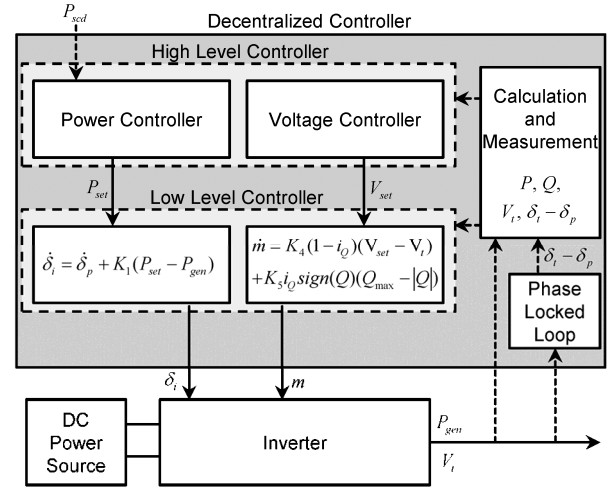 P_scd
Decentralized Controller
High Level Controller
Power Controller
Voltage Controller
Calculation
and
Measurement
P, Q,
V_t, δ_t − δ_p
P_set
V_set
Low Level Controller
δ̇_i = δ̇_p + K_1(P_set − P_gen)
ṁ = K_4(1−i_Q)(V_set − V_t)
+K_5 i_Q sign(Q)(Q_max − |Q|)
δ_t − δ_p
Phase
Locked
Loop
δ_i
m
DC
Power
Source
Inverter
P_gen
V_t